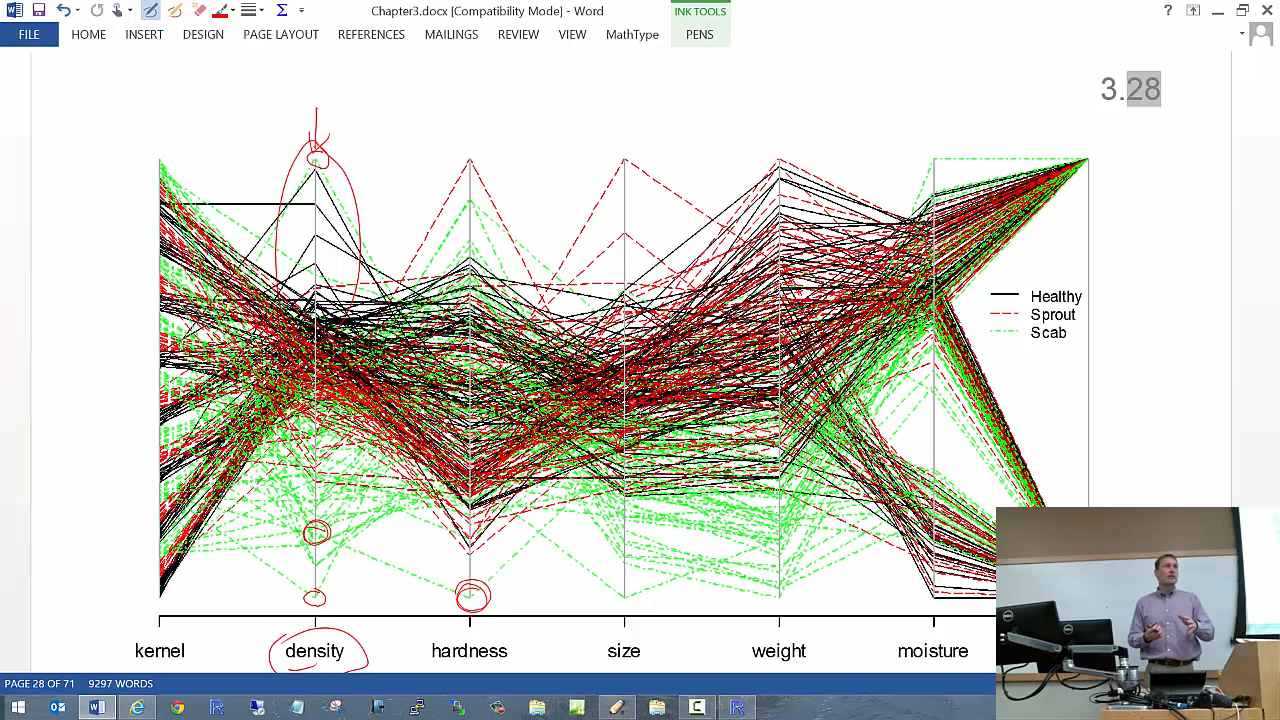 Chapter3.docx [Compatibility Mode] - Word
INK TOOLS
?
FILE HOME INSERT DESIGN PAGE LAYOUT REFERENCES MAILINGS REVIEW VIEW MathType PENS
3.28
Healthy
Sprout
Scab
kernel density hardness size weight moisture
PAGE 28 OF 71 9297 WORDS